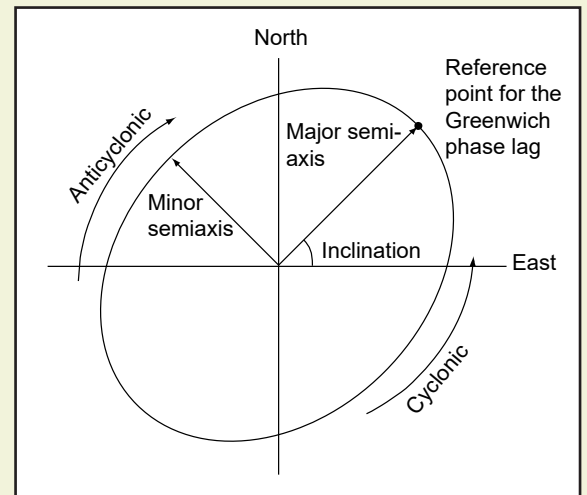 North
Reference
point for the
Greenwich
phase lag
Anticyclonic
Major semi-
axis
Minor
semiaxis
Inclination
East
Cyclonic